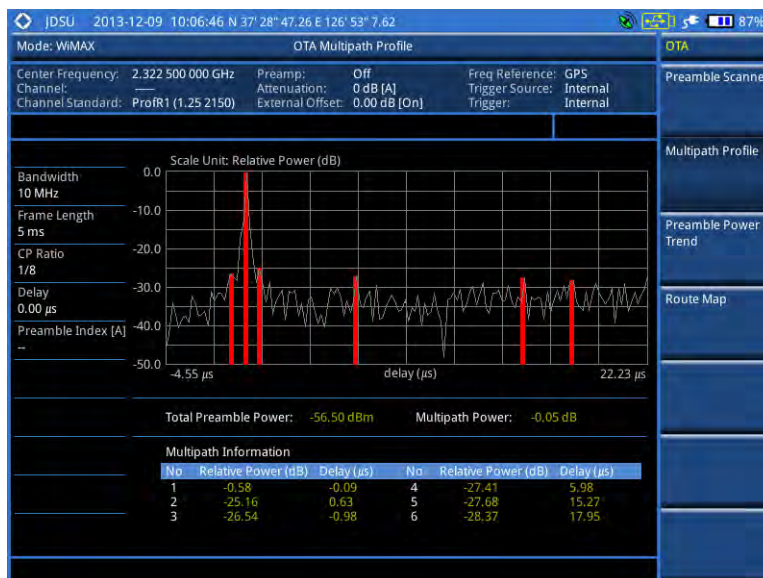 JDSU 2013-12-09 10:06:46 N 37' 28" 47.26 E 126' 53" 7.62 87%
Mode: WiMAX OTA Multipath Profile OTA
Center Frequency: 2.322 500 000 GHz Preamp: Off Freq Reference: GPS
Channel: ---- Attenuation: 0 dB [A] Trigger Source: Internal
Channel Standard: ProfR1 (1.25 2150) External Offset: 0.00 dB [On] Trigger: Internal
Preamble Scanne
Multipath Profile
Preamble Power
Trend
Route Map
Bandwidth
10 MHz
Frame Length
5 ms
CP Ratio
1/8
Delay
0.00 µs
Preamble Index [A]
--
Scale Unit: Relative Power (dB)
0.0
-10.0
-20.0
-30.0
-40.0
-50.0
-4.55 µs delay (µs) 22.23 µs
Total Preamble Power: -56.50 dBm Multipath Power: -0.05 dB
Multipath Information
No Relative Power (dB) Delay (µs) No Relative Power (dB) Delay (µs)
1 -0.58 -0.09 4 -27.41 5.98
2 -25.16 0.63 5 -27.68 15.27
3 -26.54 -0.98 6 -28.37 17.95